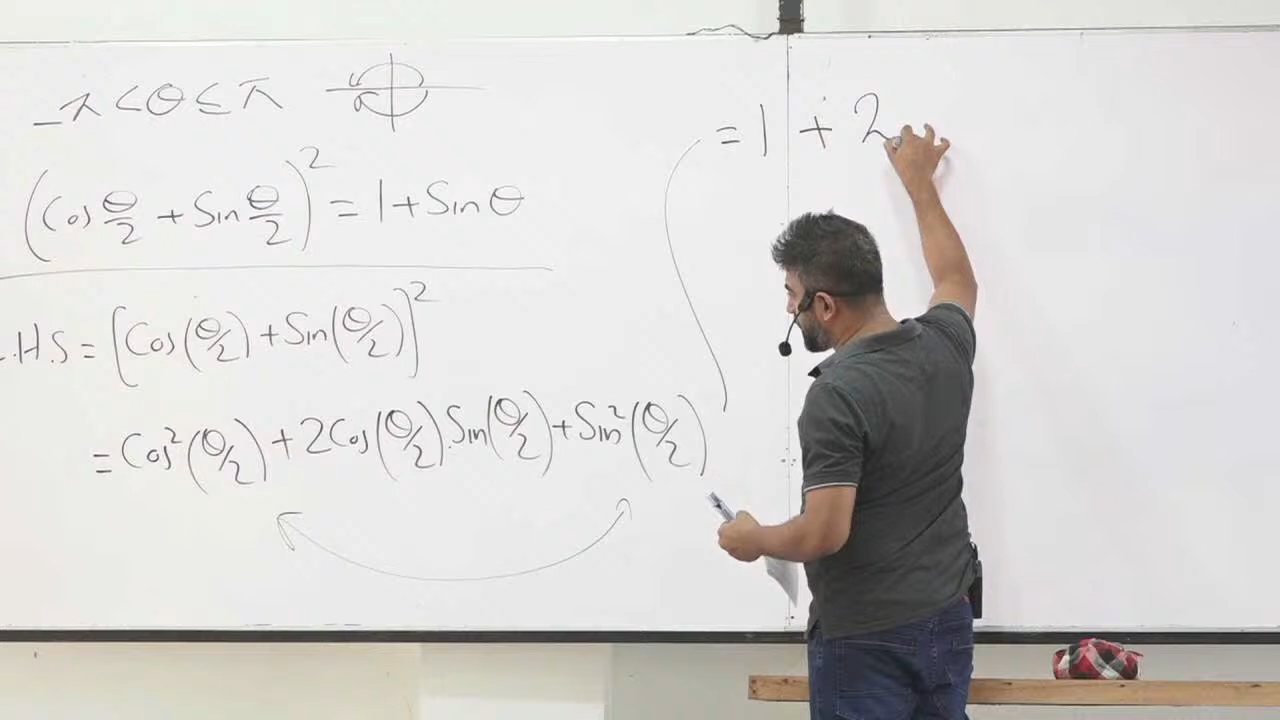 -π < θ ≤ π
(Cos θ/2 + Sin θ/2)² = 1 + Sin θ
L.H.S = [Cos(θ/2) + Sin(θ/2)]²
= Cos²(θ/2) + 2Cos(θ/2).Sin(θ/2) + Sin²(θ/2)
= 1 + 2